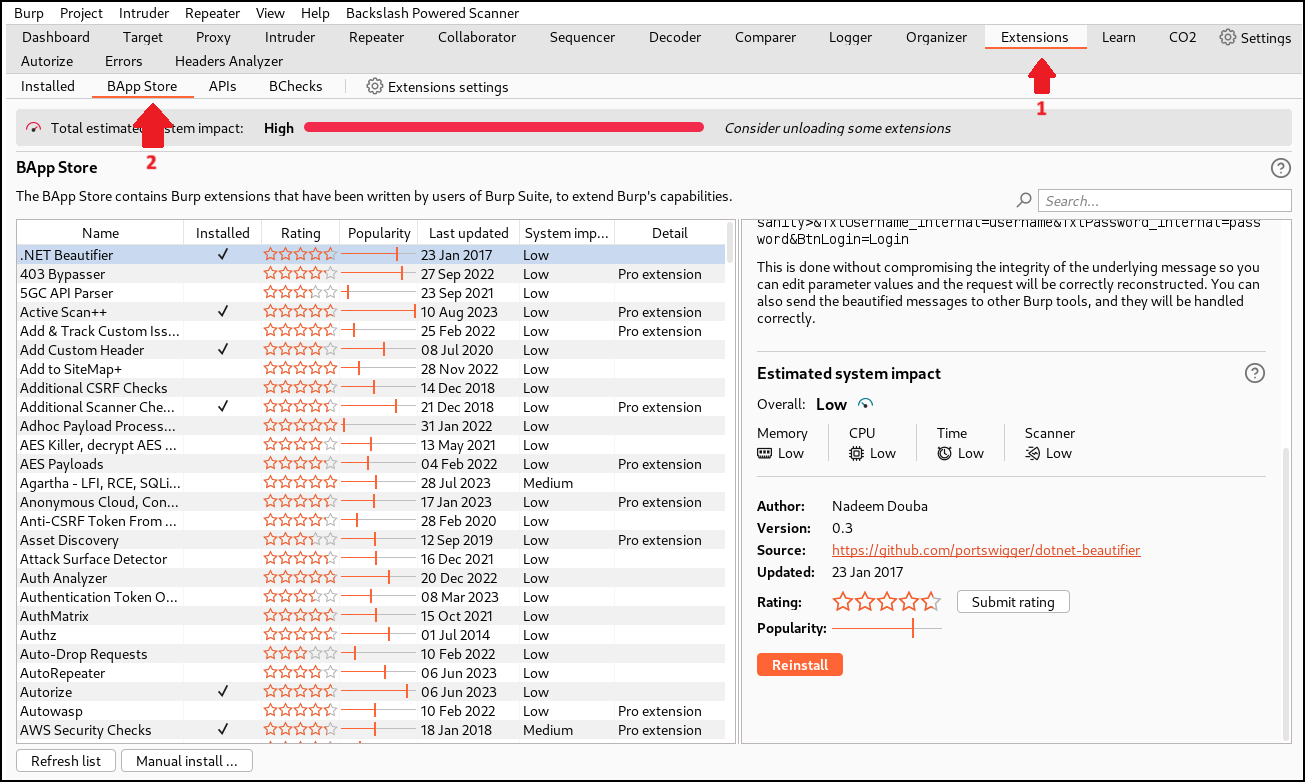 Burp Project Intruder Repeater View Help Backslash Powered Scanner
Dashboard Target Proxy Intruder Repeater Collaborator Sequencer Decoder Comparer Logger Organizer Extensions Learn CO2 Settings
Autorize Errors Headers Analyzer
Installed BApp Store APIs BChecks Extensions settings
1
Total estimated system impact: High Consider unloading some extensions
2
BApp Store
The BApp Store contains Burp extensions that have been written by users of Burp Suite, to extend Burp's capabilities.
Search...
Name Installed Rating Popularity Last updated System imp... Detail
.NET Beautifier ✓ 23 Jan 2017 Low
403 Bypasser 27 Sep 2022 Low Pro extension
5GC API Parser 23 Sep 2021 Low
Active Scan++ ✓ 10 Aug 2023 Low Pro extension
Add & Track Custom Iss... 25 Feb 2022 Low Pro extension
Add Custom Header ✓ 08 Jul 2020 Low
Add to SiteMap+ 28 Nov 2022 Low
Additional CSRF Checks 14 Dec 2018 Low
Additional Scanner Che... ✓ 21 Dec 2018 Low Pro extension
Adhoc Payload Process... 31 Jan 2022 Low
AES Killer, decrypt AES ... 13 May 2021 Low
AES Payloads 04 Feb 2022 Low Pro extension
Agartha - LFI, RCE, SQLi... 28 Jul 2023 Medium
Anonymous Cloud, Con... 17 Jan 2023 Low Pro extension
Anti-CSRF Token From ... 28 Feb 2020 Low
Asset Discovery 12 Sep 2019 Low Pro extension
Attack Surface Detector 16 Dec 2021 Low
Auth Analyzer 20 Dec 2022 Low
Authentication Token O... 08 Mar 2023 Low
AuthMatrix 15 Oct 2021 Low
Authz 01 Jul 2014 Low
Auto-Drop Requests 10 Feb 2022 Low
AutoRepeater 06 Jun 2023 Low
Autorize ✓ 06 Jun 2023 Low
Autowasp 10 Feb 2022 Low Pro extension
AWS Security Checks ✓ 18 Jan 2018 Medium Pro extension
Refresh list Manual install ...
sanity>&TxtUsername_internal=username&TxtPassword_internal=pass
word&BtnLogin=Login
This is done without compromising the integrity of the underlying message so you
can edit parameter values and the request will be correctly reconstructed. You can
also send the beautified messages to other Burp tools, and they will be handled
correctly.
Estimated system impact
Overall: Low
Memory CPU Time Scanner
Low Low Low Low
Author: Nadeem Douba
Version: 0.3
Source: https://github.com/portswigger/dotnet-beautifier
Updated: 23 Jan 2017
Rating: Submit rating
Popularity:
Reinstall